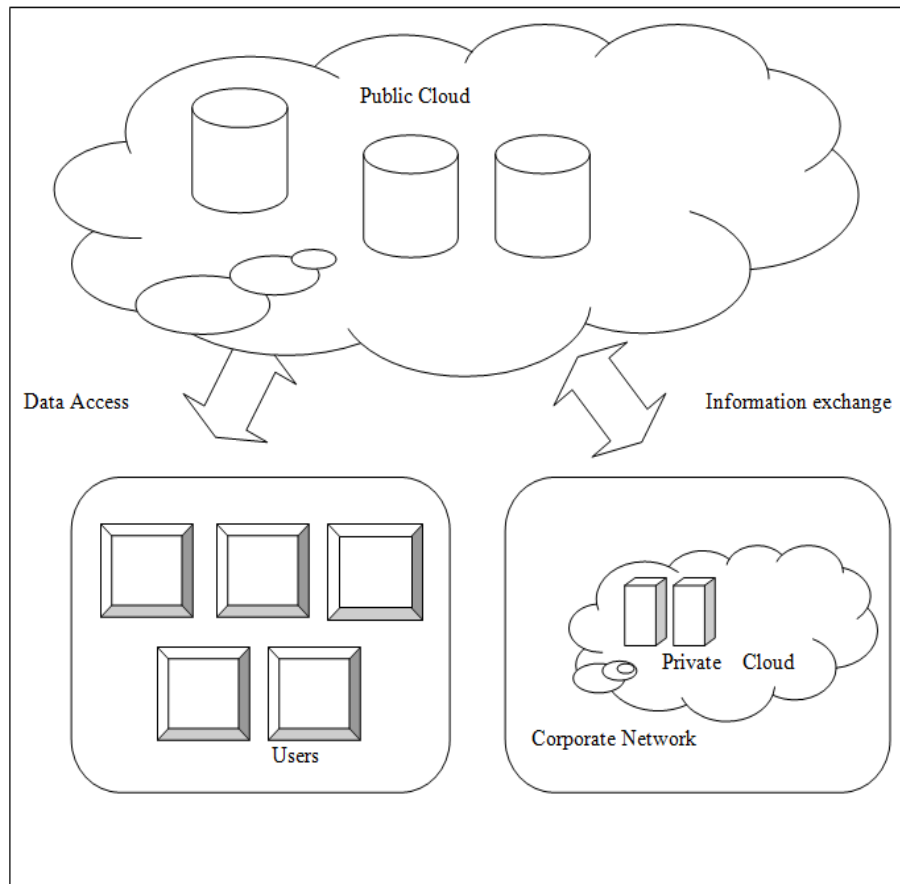 Public Cloud
Data Access
Information exchange
Private Cloud
Corporate Network
Users